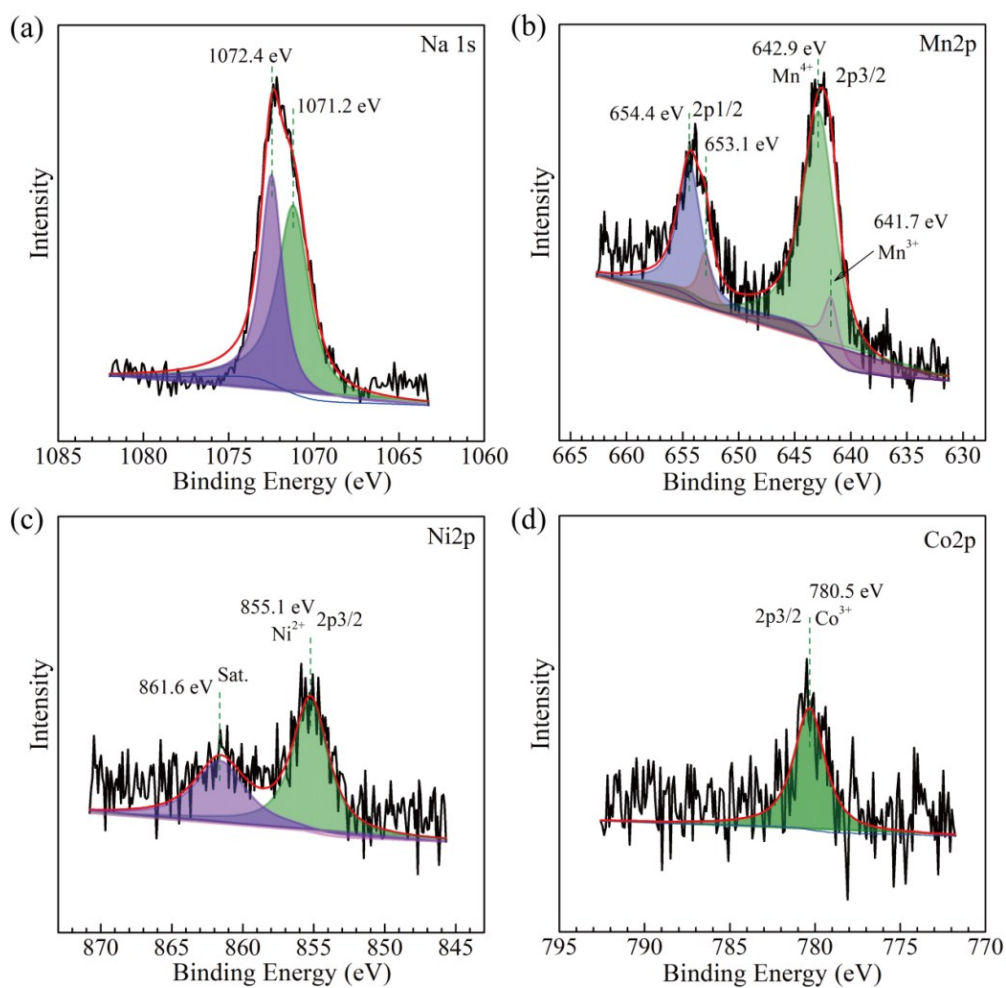 (a)
Na 1s
1072.4 eV
1071.2 eV
Intensity
1085 1080 1075 1070 1065 1060
Binding Energy (eV)
(b)
Mn2p
642.9 eV
Mn⁴⁺
2p3/2
654.4 eV
2p1/2
653.1 eV
641.7 eV
Mn³⁺
Intensity
665 660 655 650 645 640 635 630
Binding Energy (eV)
(c)
Ni2p
855.1 eV
Ni²⁺
2p3/2
861.6 eV
Sat.
Intensity
870 865 860 855 850 845
Binding Energy (eV)
(d)
Co2p
780.5 eV
2p3/2
Co³⁺
Intensity
795 790 785 780 775 770
Binding Energy (eV)